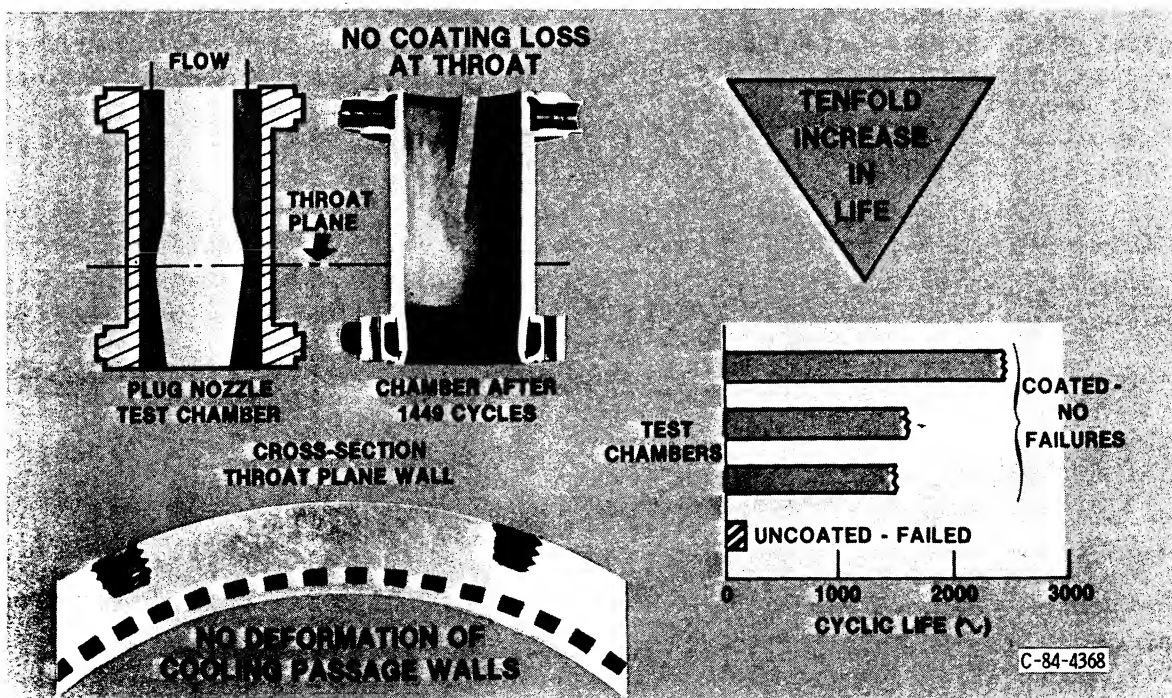 NO COATING LOSS
AT THROAT
FLOW
THROAT
PLANE
PLUG NOZZLE
TEST CHAMBER
CHAMBER AFTER
1449 CYCLES
CROSS-SECTION
THROAT PLANE WALL
NO DEFORMATION OF
COOLING PASSAGE WALLS
TENFOLD
INCREASE
IN
LIFE
TEST
CHAMBERS
COATED -
NO
FAILURES
UNCOATED - FAILED
0 1000 2000 3000
CYCLIC LIFE (~)
C-84-4368